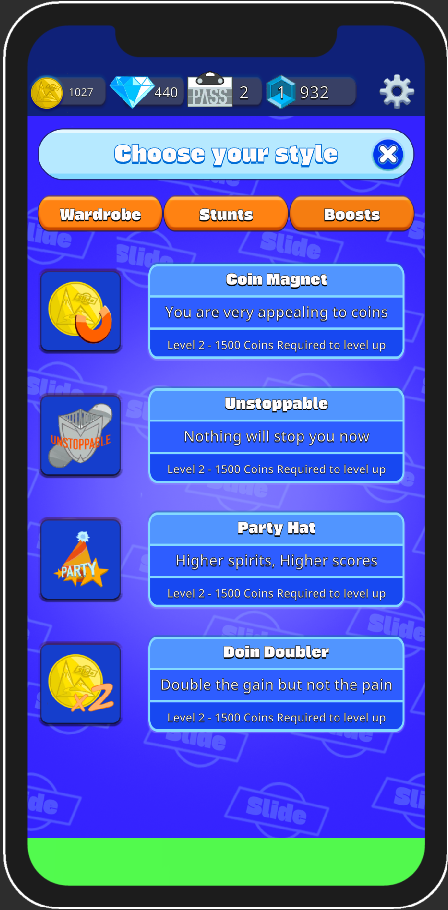 1027 440 PASS 2 1 932
Choose your style
Wardrobe Stunts Boosts
Coin Magnet
You are very appealing to coins
Level 2 - 1500 Coins Required to level up
Unstoppable
UNSTOPPABLE
Nothing will stop you now
Level 2 - 1500 Coins Required to level up
Party Hat
Higher spirits, Higher scores
PARTY
Level 2 - 1500 Coins Required to level up
Doin Doubler
Double the gain but not the pain
x2
Level 2 - 1500 Coins Required to level up
Slide
Slide